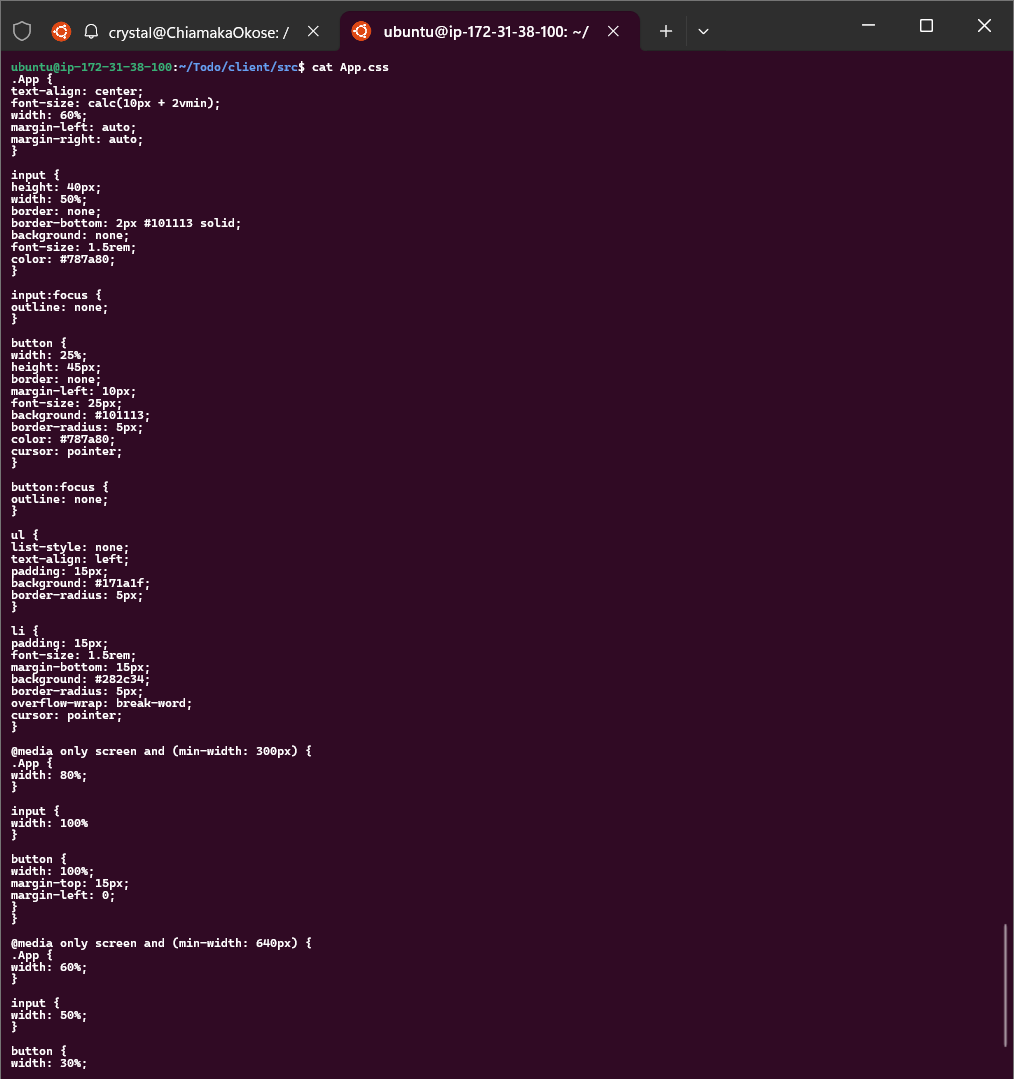 crystal@ChiamakaOkose: /
ubuntu@ip-172-31-38-100: ~/
ubuntu@ip-172-31-38-100:~/Todo/client/src$ cat App.css
.App {
text-align: center;
font-size: calc(10px + 2vmin);
width: 60%;
margin-left: auto;
margin-right: auto;
}

input {
height: 40px;
width: 50%;
border: none;
border-bottom: 2px #101113 solid;
background: none;
font-size: 1.5rem;
color: #787a80;
}

input:focus {
outline: none;
}

button {
width: 25%;
height: 45px;
border: none;
margin-left: 10px;
font-size: 25px;
background: #101113;
border-radius: 5px;
color: #787a80;
cursor: pointer;
}

button:focus {
outline: none;
}

ul {
list-style: none;
text-align: left;
padding: 15px;
background: #171a1f;
border-radius: 5px;
}

li {
padding: 15px;
font-size: 1.5rem;
margin-bottom: 15px;
background: #282c34;
border-radius: 5px;
overflow-wrap: break-word;
cursor: pointer;
}

@media only screen and (min-width: 300px) {
.App {
width: 80%;
}

input {
width: 100%
}

button {
width: 100%;
margin-top: 15px;
margin-left: 0;
}
}

@media only screen and (min-width: 640px) {
.App {
width: 60%;
}

input {
width: 50%;
}

button {
width: 30%;